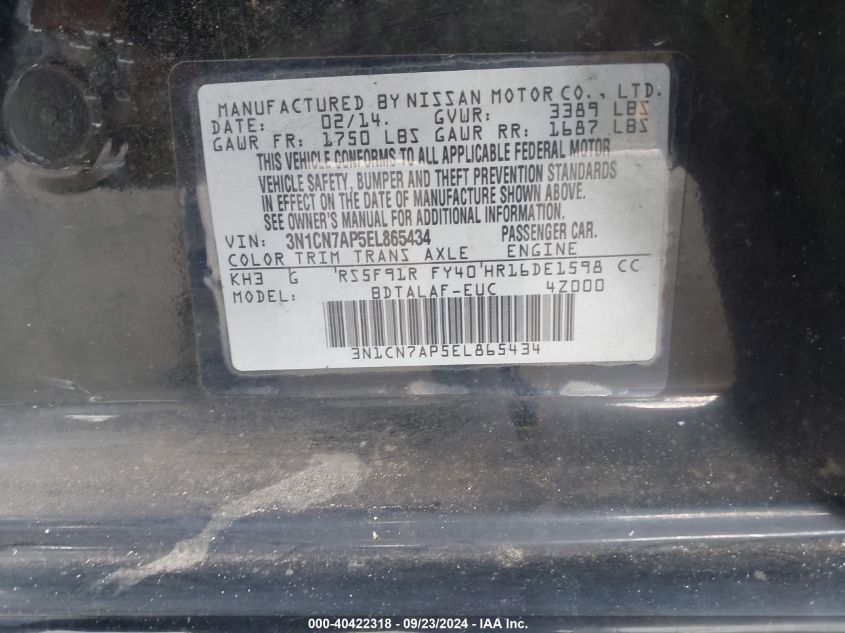 MANUFACTURED BY NISSAN MOTOR CO., LTD.
DATE: 02/14. GVWR: 3389 LBS
GAWR FR: 1750 LBS GAWR RR: 1687 LBS
THIS VEHICLE CONFORMS TO ALL APPLICABLE FEDERAL MOTOR
VEHICLE SAFETY, BUMPER AND THEFT PREVENTION STANDARDS
IN EFFECT ON THE DATE OF MANUFACTURE SHOWN ABOVE.
SEE OWNER'S MANUAL FOR ADDITIONAL INFORMATION.
VIN: 3N1CN7AP5EL865434 PASSENGER CAR.
COLOR TRIM TRANS AXLE ENGINE
KH3 G RS5F91R FY40 HR16DE1598 CC
MODEL: BDTALAF-EUC 4Z000
3N1CN7AP5EL865434
000-40422318 - 09/23/2024 - IAA Inc.